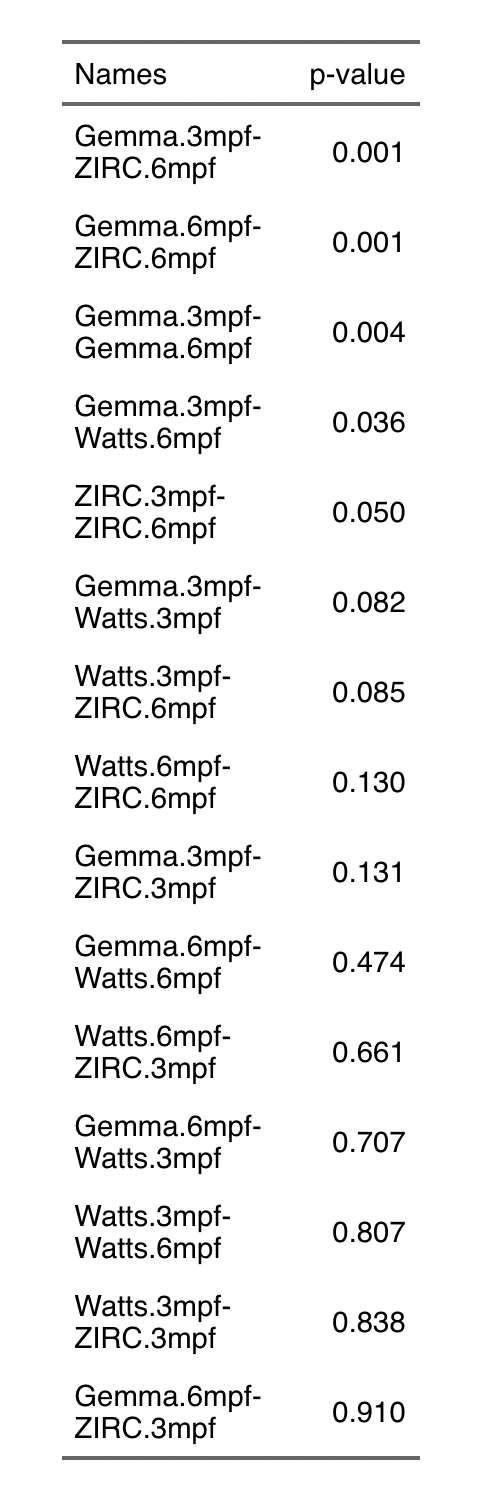 Names p-value
Gemma.3mpf-
ZIRC.6mpf 0.001
Gemma.6mpf-
ZIRC.6mpf 0.001
Gemma.3mpf-
Gemma.6mpf 0.004
Gemma.3mpf-
Watts.6mpf 0.036
ZIRC.3mpf-
ZIRC.6mpf 0.050
Gemma.3mpf-
Watts.3mpf 0.082
Watts.3mpf-
ZIRC.6mpf 0.085
Watts.6mpf-
ZIRC.6mpf 0.130
Gemma.3mpf-
ZIRC.3mpf 0.131
Gemma.6mpf-
Watts.6mpf 0.474
Watts.6mpf-
ZIRC.3mpf 0.661
Gemma.6mpf-
Watts.3mpf 0.707
Watts.3mpf-
Watts.6mpf 0.807
Watts.3mpf-
ZIRC.3mpf 0.838
Gemma.6mpf-
ZIRC.3mpf 0.910